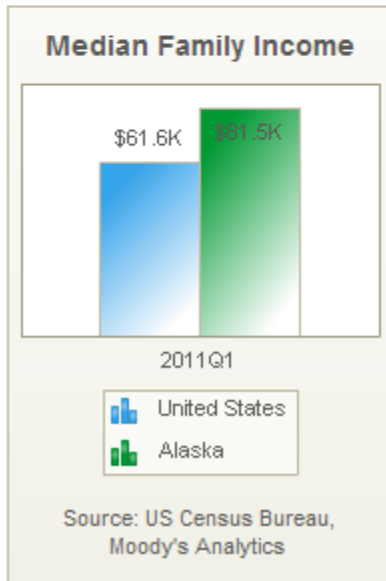 Median Family Income
$61.6K
$81.5K
2011Q1
United States
Alaska
Source: US Census Bureau,
Moody's Analytics